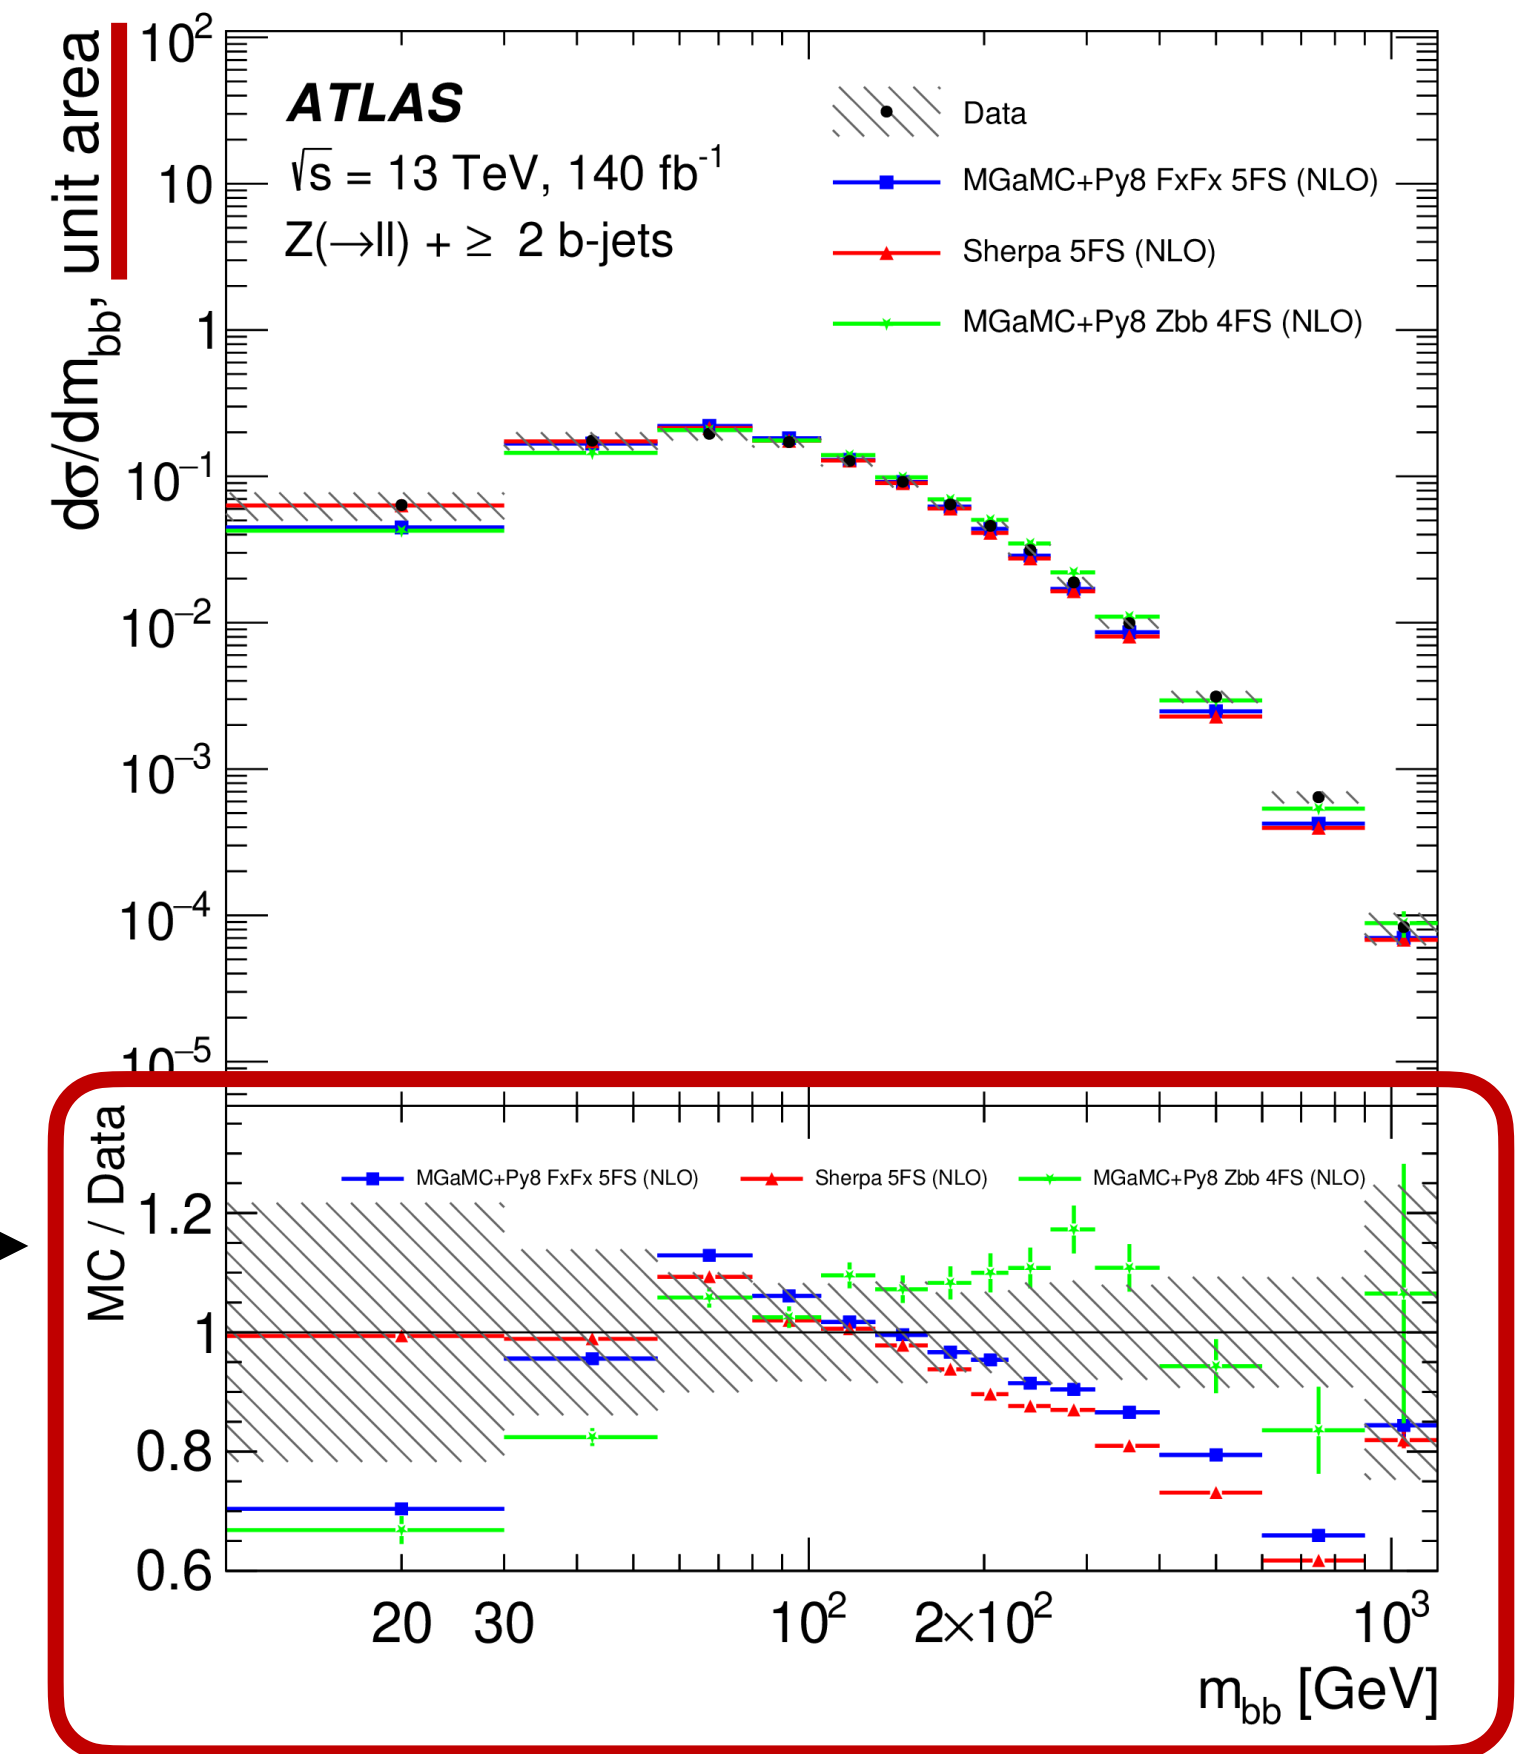 dσ/dm_bb, unit area
10²
10
1
10⁻¹
10⁻²
10⁻³
10⁻⁴
10⁻⁵
ATLAS
√s = 13 TeV, 140 fb⁻¹
Z(→ll) + ≥ 2 b-jets
Data
MGaMC+Py8 FxFx 5FS (NLO)
Sherpa 5FS (NLO)
MGaMC+Py8 Zbb 4FS (NLO)
MC / Data
MGaMC+Py8 FxFx 5FS (NLO) Sherpa 5FS (NLO) MGaMC+Py8 Zbb 4FS (NLO)
1.2
1
0.8
0.6
20 30 10² 2×10² 10³
m_bb [GeV]